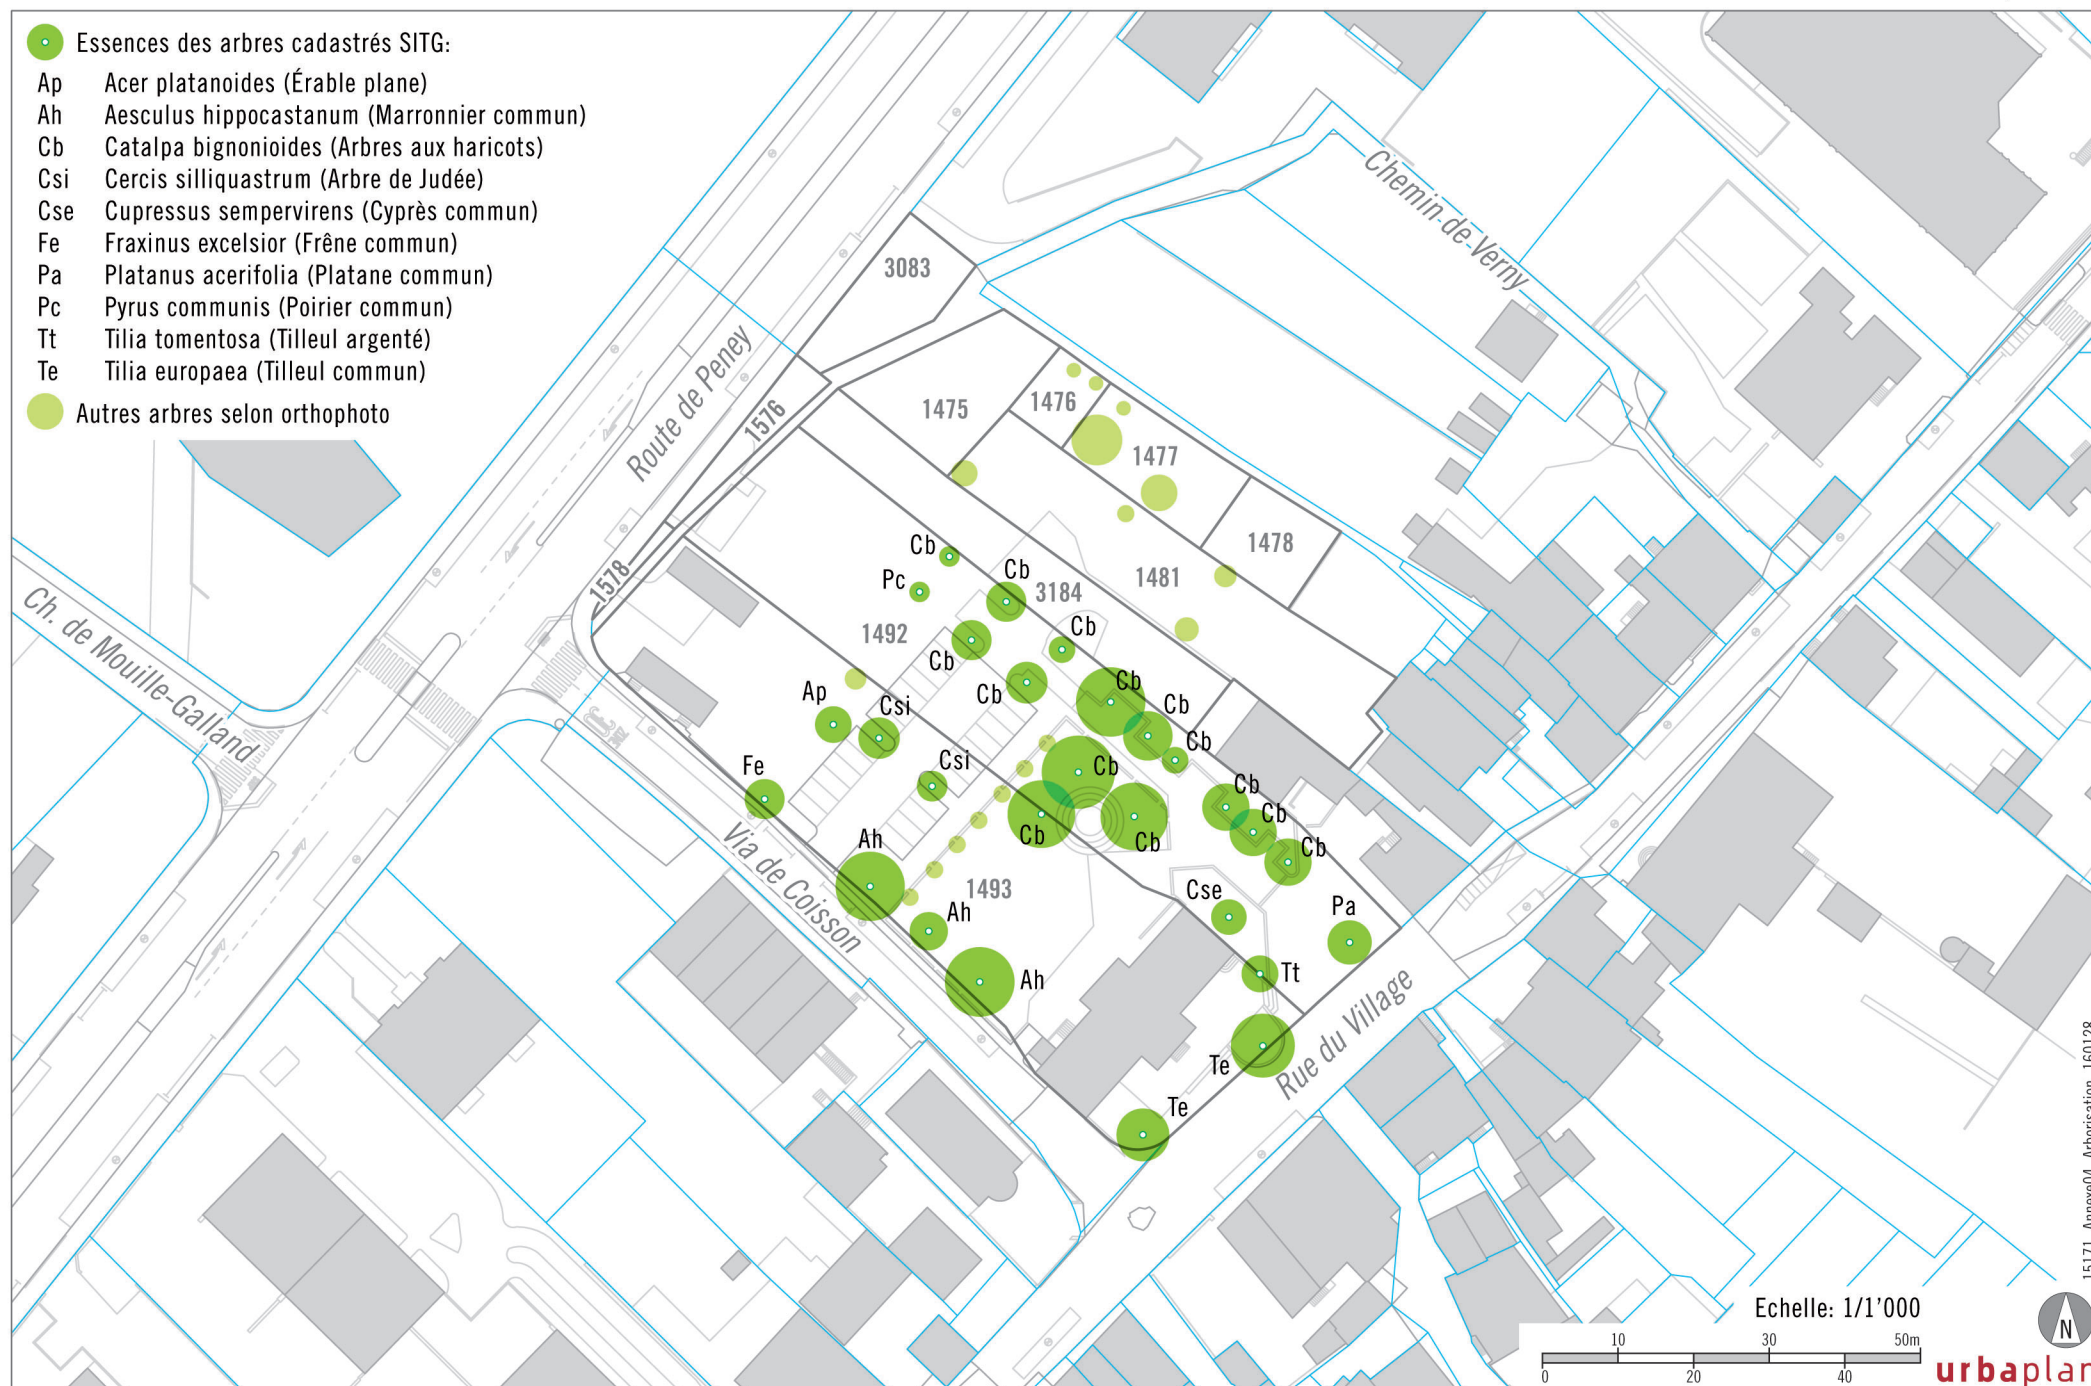 Essences des arbres cadastrés SITG:
Ap Acer platanoides (Érable plane)
Ah Aesculus hippocastanum (Marronnier commun)
Cb Catalpa bignonioides (Arbres aux haricots)
Csi Cercis silliquastrum (Arbre de Judée)
Cse Cupressus sempervirens (Cyprès commun)
Fe Fraxinus excelsior (Frêne commun)
Pa Platanus acerifolia (Platane commun)
Pc Pyrus communis (Poirier commun)
Tt Tilia tomentosa (Tilleul argenté)
Te Tilia europaea (Tilleul commun)
Autres arbres selon orthophoto
Chemin de Verny
3083
Route de Peney
1576
1475
1476
1477
1478
1578
1481
3184
1492
1493
Cb
Pc
Cb
Cb
Cb
Cb
Cb
Cb
Cb
Ap
Csi
Csi
Fe
Cb
Cb
Cb
Cb
Cb
Cb
Ah
Ah
Ah
Cse
Pa
Tt
Te
Te
Ch. de Mouille-Galland
Via de Coisson
Rue du Village
15171_Annexe04_Arborisation_160128
Echelle: 1/1'000
10 30 50m
0 20 40
N
urbaplan